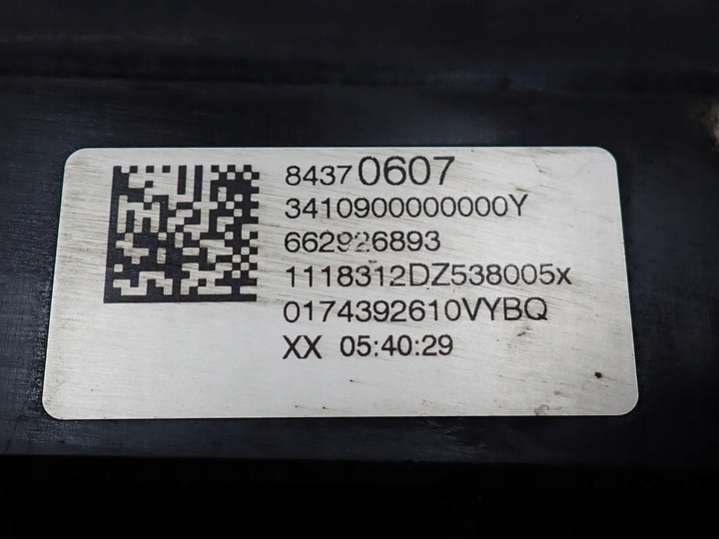 84370607
3410900000000Y
662926893
1118312DZ538005x
0174392610VYBQ
XX 05:40:29